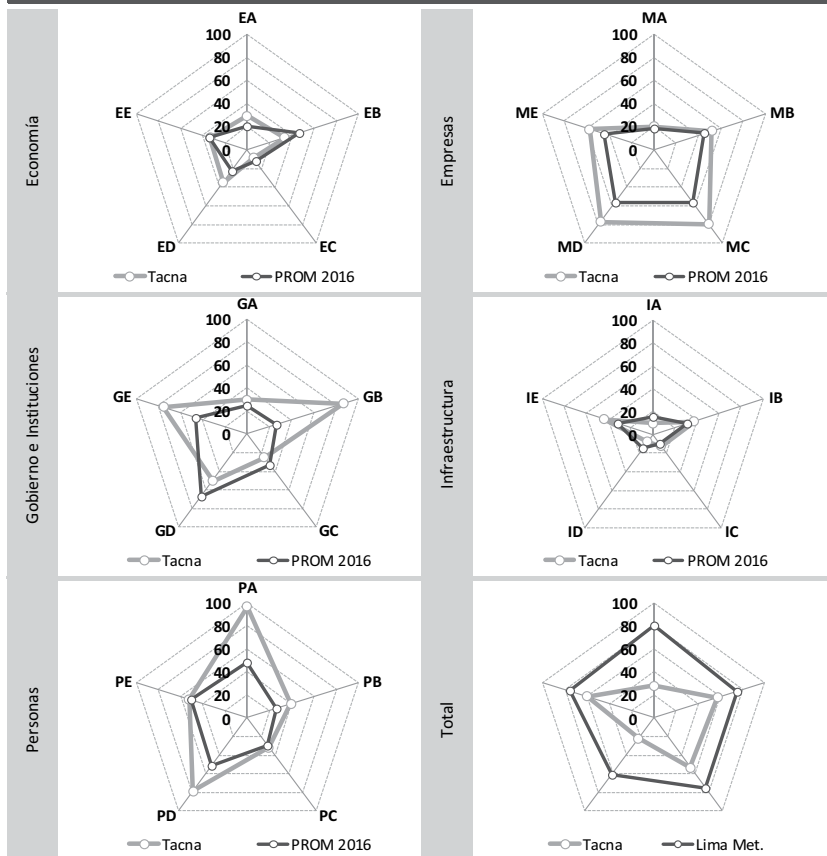 Economía
EA
100
80
60
40
20
0
EE
EB
ED
EC
Tacna
PROM 2016
Empresas
MA
100
80
60
40
20
0
ME
MB
MD
MC
Tacna
PROM 2016
Gobierno e Instituciones
GA
100
80
60
40
20
0
GE
GB
GD
GC
Tacna
PROM 2016
Infraestructura
IA
100
80
60
40
20
0
IE
IB
ID
IC
Tacna
PROM 2016
Personas
PA
100
80
60
40
20
0
PE
PB
PD
PC
Tacna
PROM 2016
Total
100
80
60
40
20
0
Tacna
Lima Met.